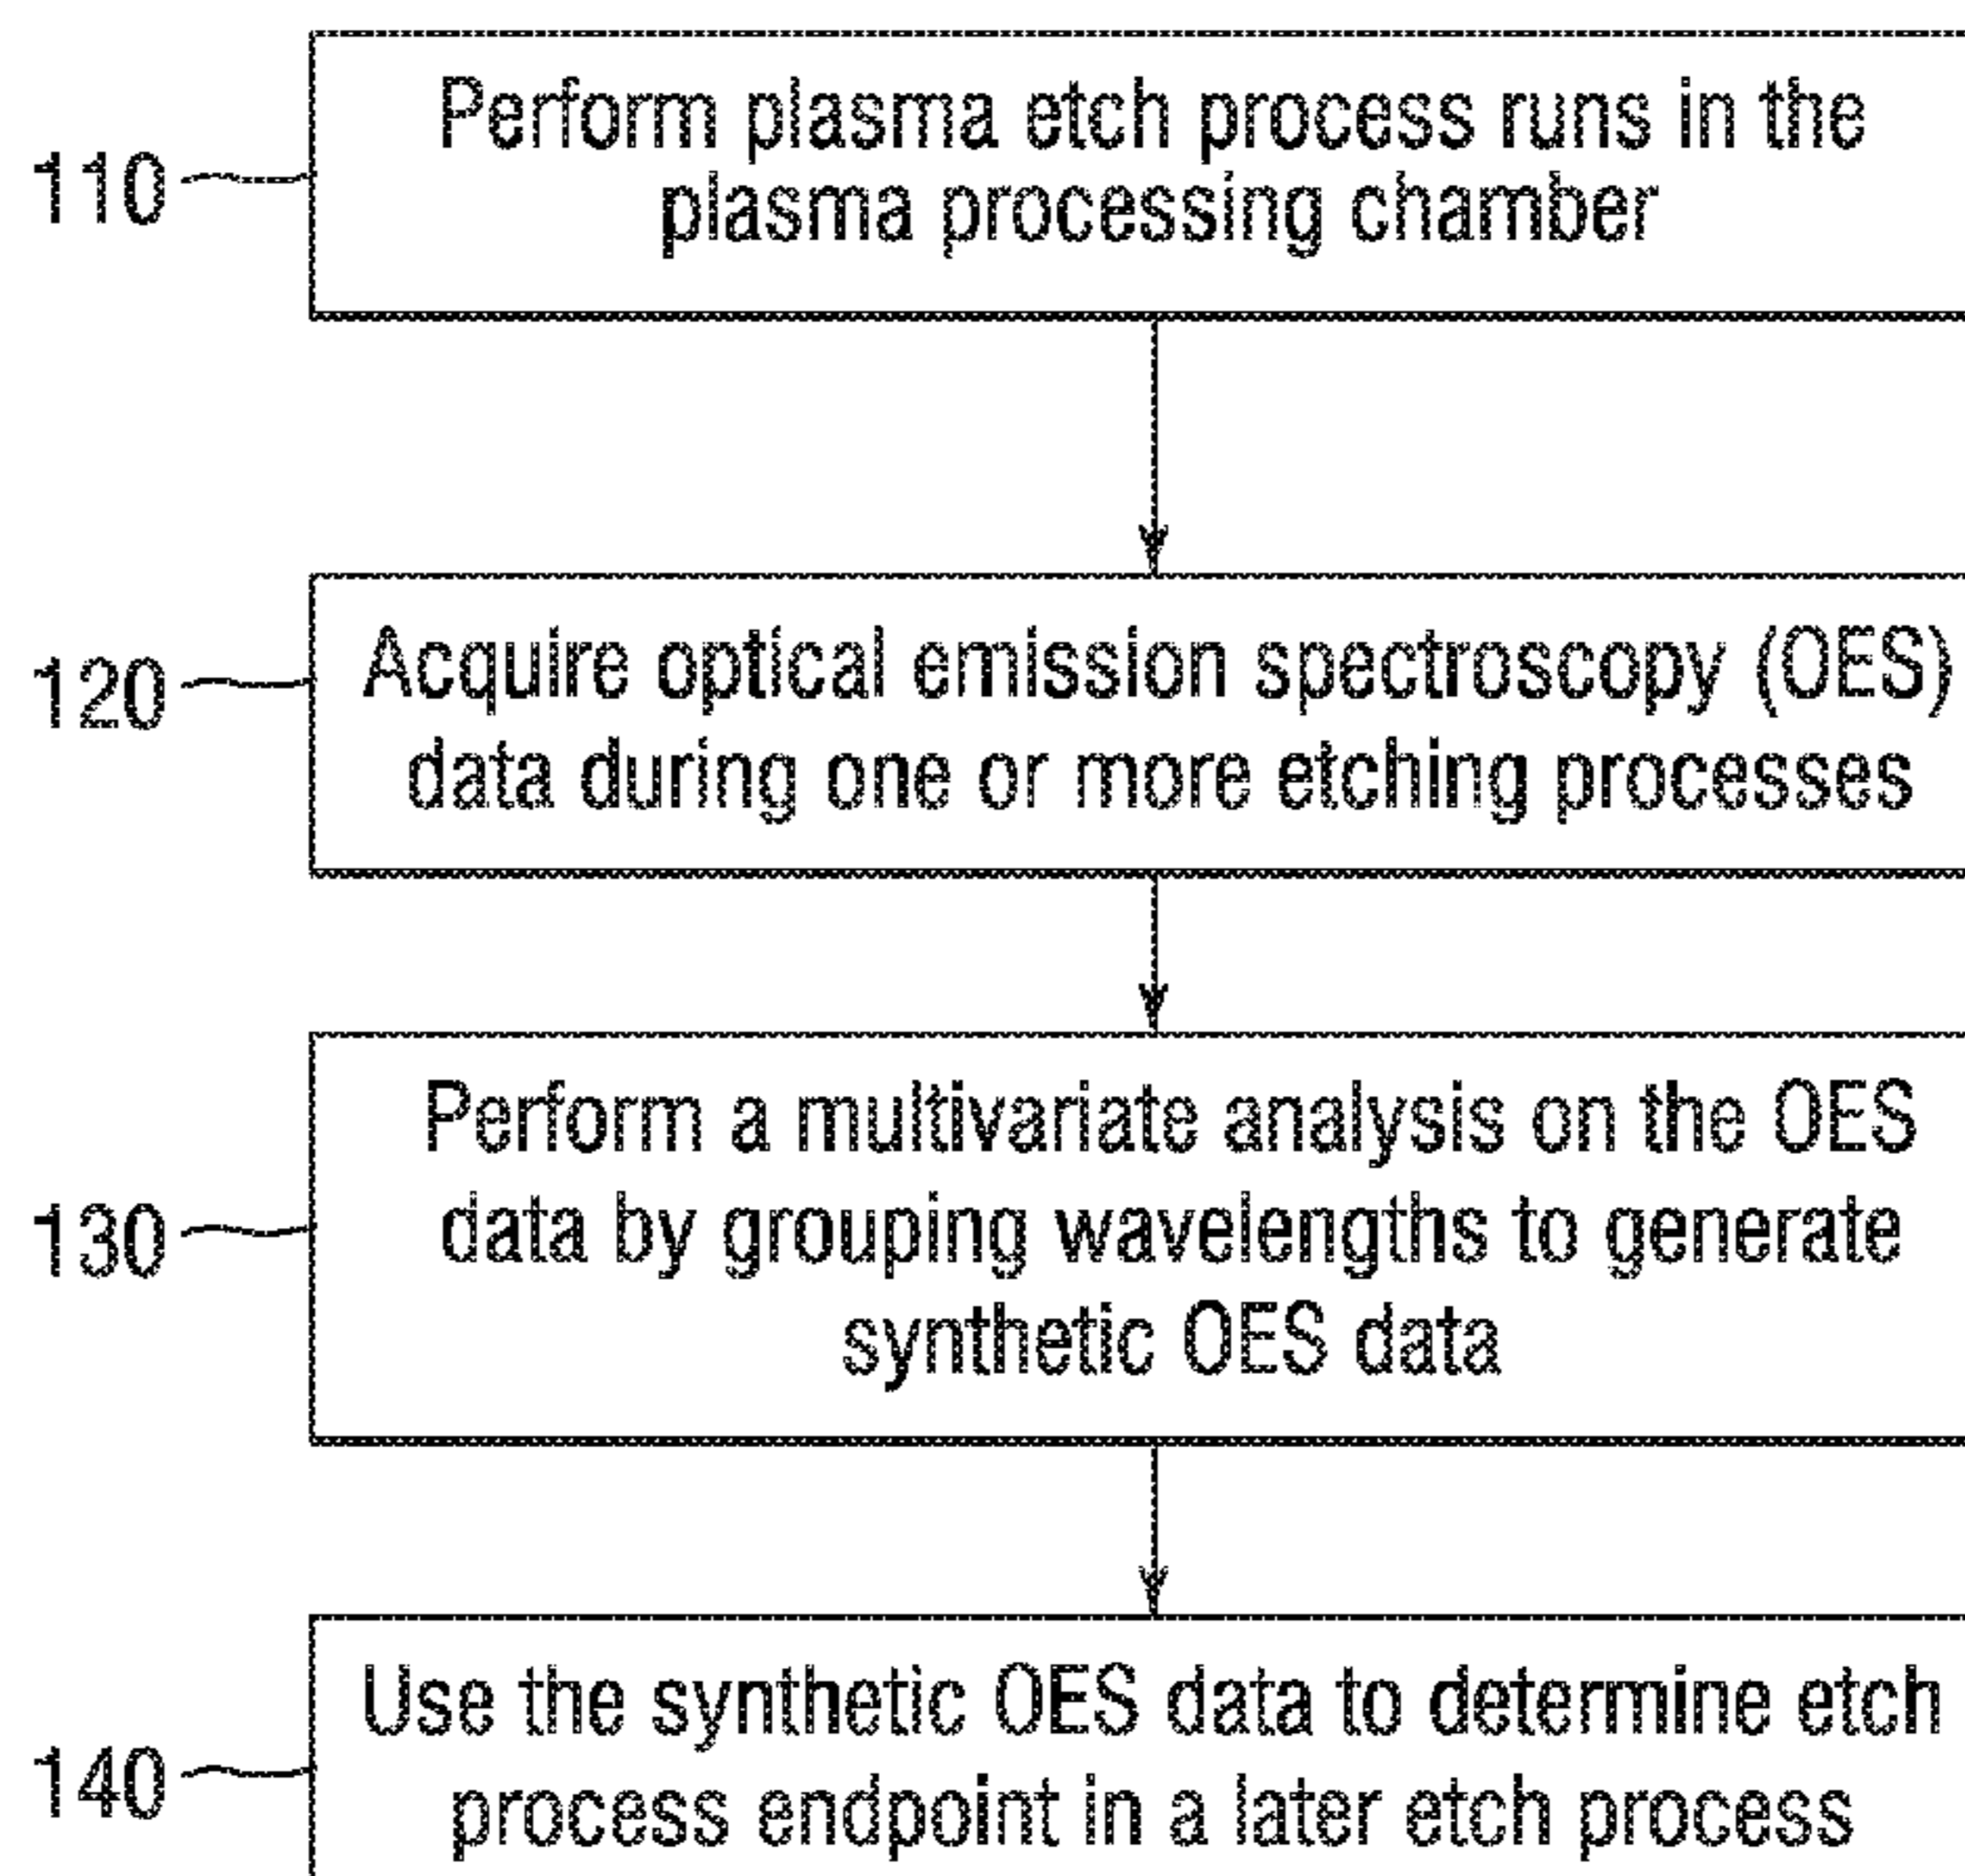 110
Perform plasma etch process runs in the
plasma processing chamber
120
Acquire optical emission spectroscopy (OES)
data during one or more etching processes
130
Perform a multivariate analysis on the OES
data by grouping wavelengths to generate
synthetic OES data
140
Use the synthetic OES data to determine etch
process endpoint in a later etch process